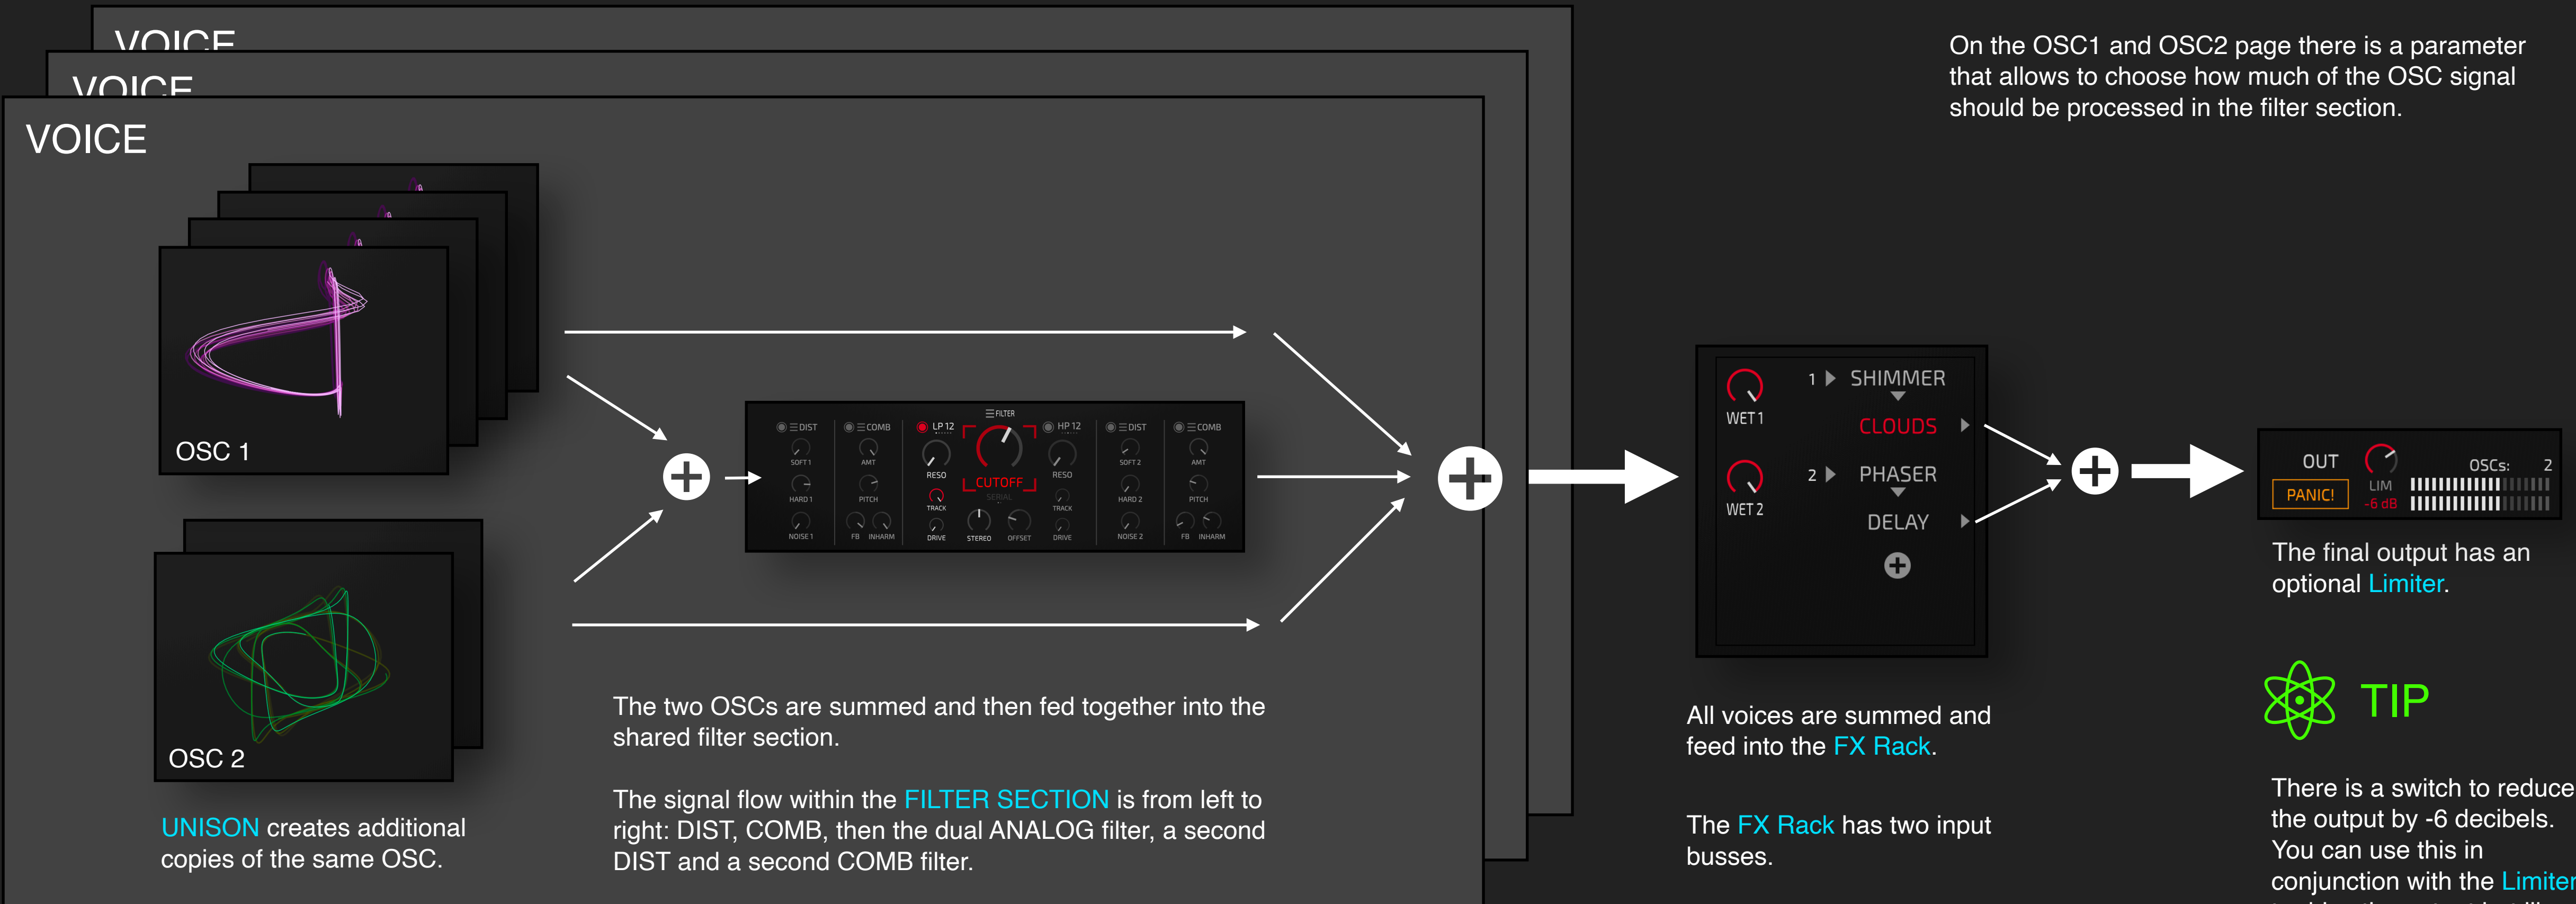 VOICE
VOICE
VOICE
On the OSC1 and OSC2 page there is a parameter
that allows to choose how much of the OSC signal
should be processed in the filter section.
OSC 1
OSC 2
UNISON creates additional
copies of the same OSC.
FILTER
DIST
COMB
LP 12
HP 12
DIST
COMB
SOFT 1
AMT
RESO
CUTOFF
SERIAL
RESO
SOFT 2
AMT
HARD 1
PITCH
TRACK
TRACK
HARD 2
PITCH
NOISE 1
FB INHARM
DRIVE
STEREO
OFFSET
DRIVE
NOISE 2
FB INHARM
The two OSCs are summed and then fed together into the
shared filter section.
The signal flow within the FILTER SECTION is from left to
right: DIST, COMB, then the dual ANALOG filter, a second
DIST and a second COMB filter.
WET 1
1 SHIMMER
CLOUDS
WET 2
2 PHASER
DELAY
All voices are summed and
feed into the FX Rack.
The FX Rack has two input
busses.
OUT
PANIC!
LIM
-6 dB
OSCs: 2
The final output has an
optional Limiter.
TIP
There is a switch to reduce
the output by -6 decibels.
You can use this in
conjunction with the Limiter